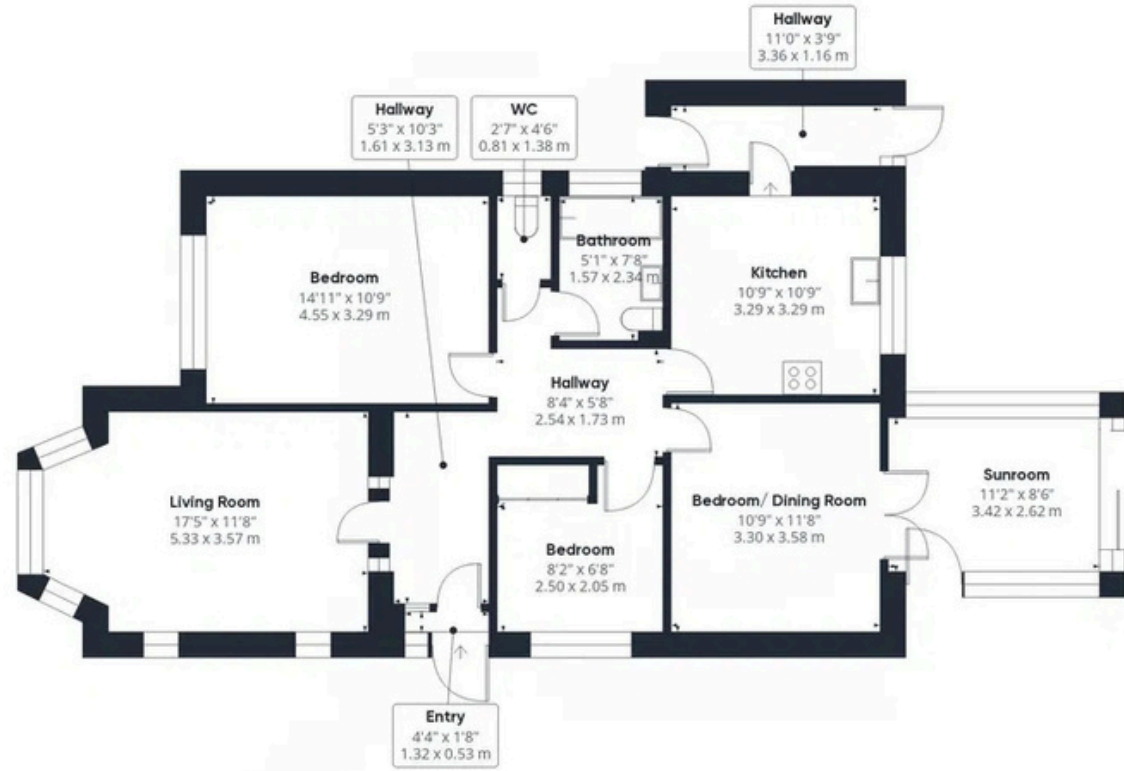 Hallway
11'0" x 3'9"
3.36 x 1.16 m
Hallway
5'3" x 10'3"
1.61 x 3.13 m
WC
2'7" x 4'6"
0.81 x 1.38 m
Bathroom
5'1" x 7'8"
1.57 x 2.34 m
Bedroom
14'11" x 10'9"
4.55 x 3.29 m
Kitchen
10'9" x 10'9"
3.29 x 3.29 m
Hallway
8'4" x 5'8"
2.54 x 1.73 m
Living Room
17'5" x 11'8"
5.33 x 3.57 m
Bedroom/ Dining Room
10'9" x 11'8"
3.30 x 3.58 m
Sunroom
11'2" x 8'6"
3.42 x 2.62 m
Bedroom
8'2" x 6'8"
2.50 x 2.05 m
Entry
4'4" x 1'8"
1.32 x 0.53 m